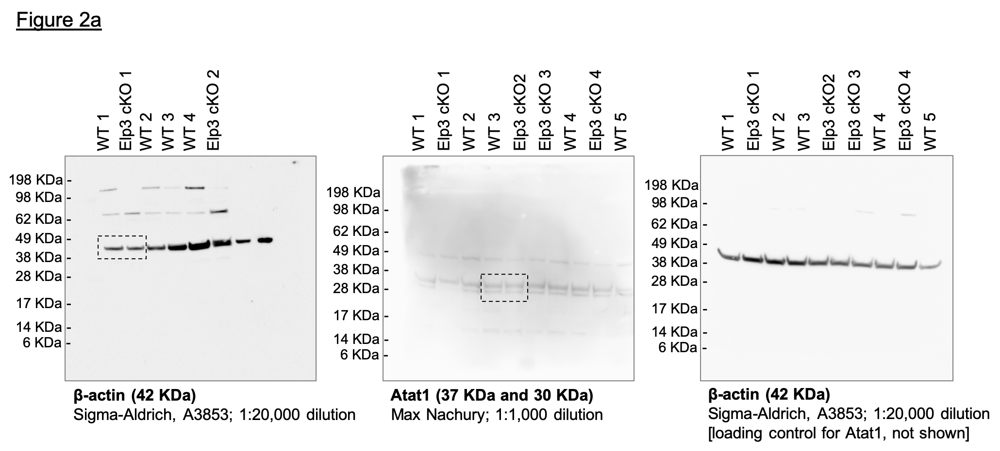 Figure 2a
WT 1
Elp3 cKO 1
WT 2
WT 3
WT 4
Elp3 cKO 2
198 KDa -
98 KDa -
62 KDa -
49 KDa -
38 KDa -
28 KDa -
17 KDa -
14 KDa -
6 KDa -
β-actin (42 KDa)
Sigma-Aldrich, A3853; 1:20,000 dilution
WT 1
Elp3 cKO 1
WT 2
WT 3
Elp3 cKO2
Elp3 cKO 3
WT 4
Elp3 cKO 4
WT 5
198 KDa
98 KDa -
62 KDa -
49 KDa -
38 KDa -
28 KDa -
17 KDa -
14 KDa -
6 KDa -
Atat1 (37 KDa and 30 KDa)
Max Nachury; 1:1,000 dilution
WT 1
Elp3 cKO 1
WT 2
WT 3
Elp3 cKO2
Elp3 cKO 3
WT 4
Elp3 cKO 4
WT 5
198 KDa
98 KDa -
62 KDa -
49 KDa -
38 KDa -
28 KDa -
17 KDa -
14 KDa -
6 KDa -
β-actin (42 KDa)
Sigma-Aldrich, A3853; 1:20,000 dilution
[loading control for Atat1, not shown]